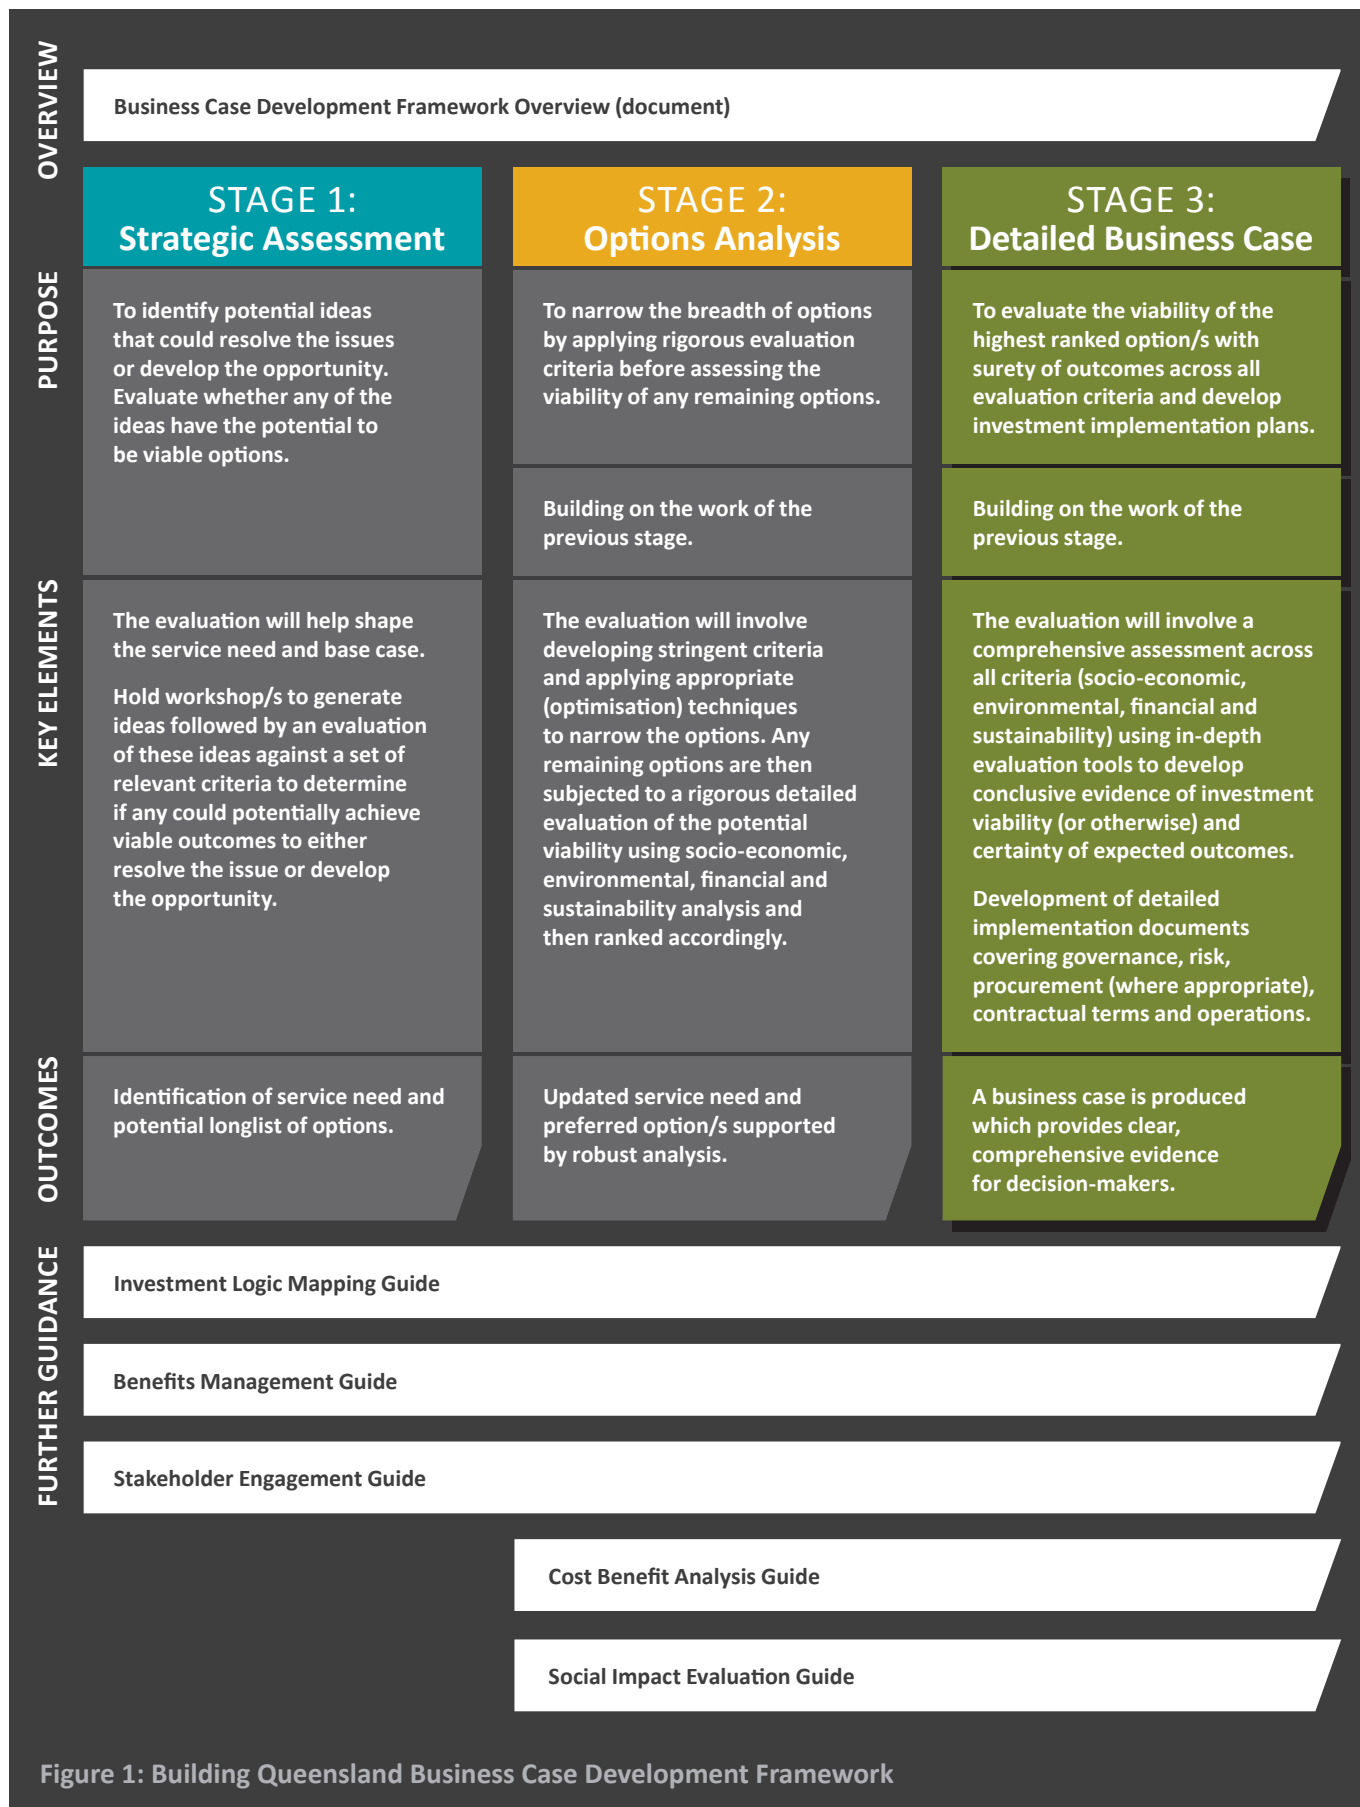 OVERVIEW
Business Case Development Framework Overview (document)
STAGE 1:
Strategic Assessment
STAGE 2:
Options Analysis
STAGE 3:
Detailed Business Case
PURPOSE
To identify potential ideas
that could resolve the issues
or develop the opportunity.
Evaluate whether any of the
ideas have the potential to
be viable options.
To narrow the breadth of options
by applying rigorous evaluation
criteria before assessing the
viability of any remaining options.
Building on the work of the
previous stage.
To evaluate the viability of the
highest ranked option/s with
surety of outcomes across all
evaluation criteria and develop
investment implementation plans.
Building on the work of the
previous stage.
KEY ELEMENTS
The evaluation will help shape
the service need and base case.
Hold workshop/s to generate
ideas followed by an evaluation
of these ideas against a set of
relevant criteria to determine
if any could potentially achieve
viable outcomes to either
resolve the issue or develop
the opportunity.
The evaluation will involve
developing stringent criteria
and applying appropriate
(optimisation) techniques
to narrow the options. Any
remaining options are then
subjected to a rigorous detailed
evaluation of the potential
viability using socio-economic,
environmental, financial and
sustainability analysis and
then ranked accordingly.
The evaluation will involve a
comprehensive assessment across
all criteria (socio-economic,
environmental, financial and
sustainability) using in-depth
evaluation tools to develop
conclusive evidence of investment
viability (or otherwise) and
certainty of expected outcomes.
Development of detailed
implementation documents
covering governance, risk,
procurement (where appropriate),
contractual terms and operations.
OUTCOMES
Identification of service need and
potential longlist of options.
Updated service need and
preferred option/s supported
by robust analysis.
A business case is produced
which provides clear,
comprehensive evidence
for decision-makers.
FURTHER GUIDANCE
Investment Logic Mapping Guide
Benefits Management Guide
Stakeholder Engagement Guide
Cost Benefit Analysis Guide
Social Impact Evaluation Guide
Figure 1: Building Queensland Business Case Development Framework